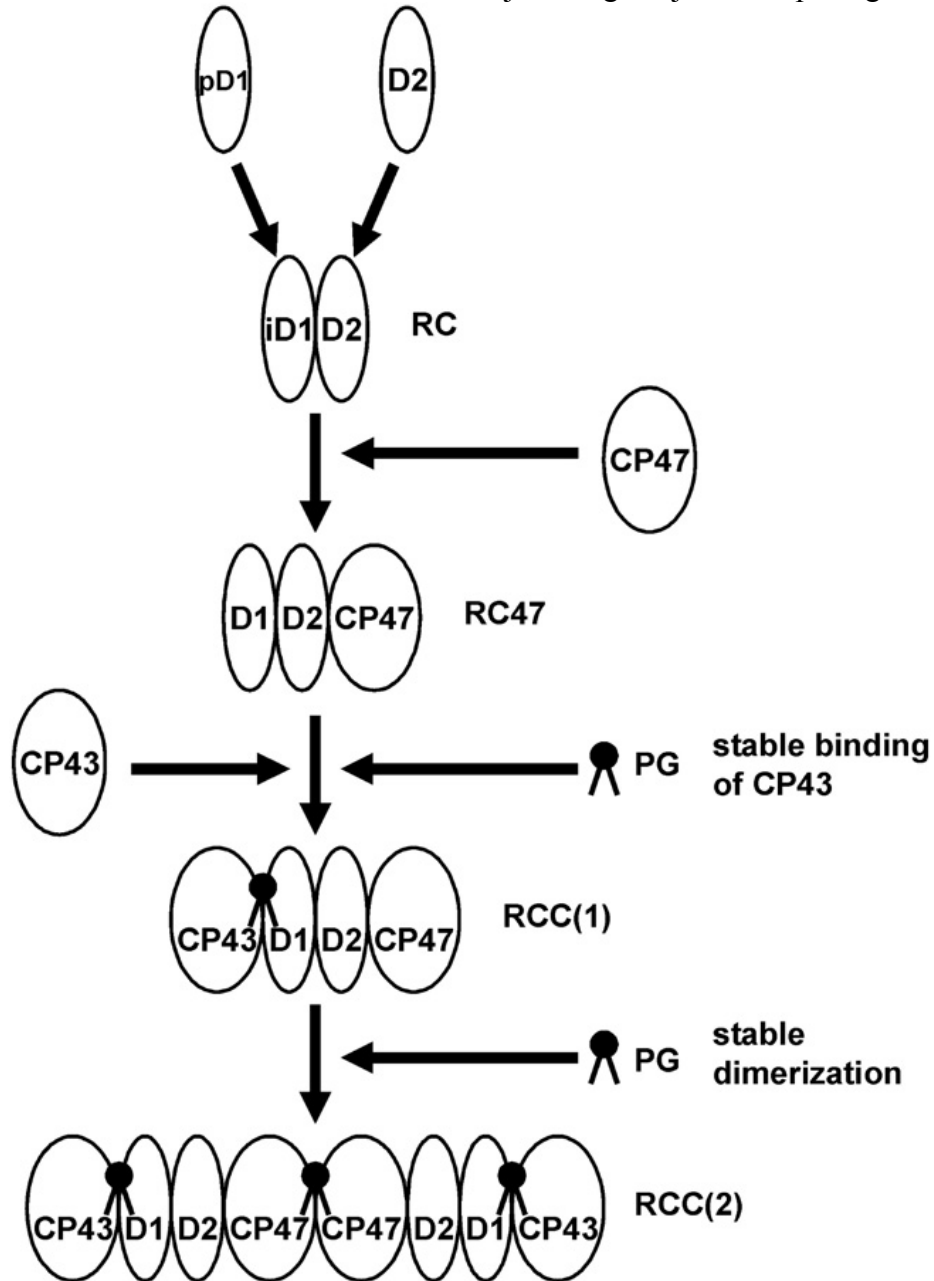 pD1
D2
iD1 D2 RC
CP47
D1 D2 CP47 RC47
CP43
PG stable binding
of CP43
CP43 D1 D2 CP47 RCC(1)
PG stable
dimerization
CP43 D1 D2 CP47 CP47 D2 D1 CP43 RCC(2)